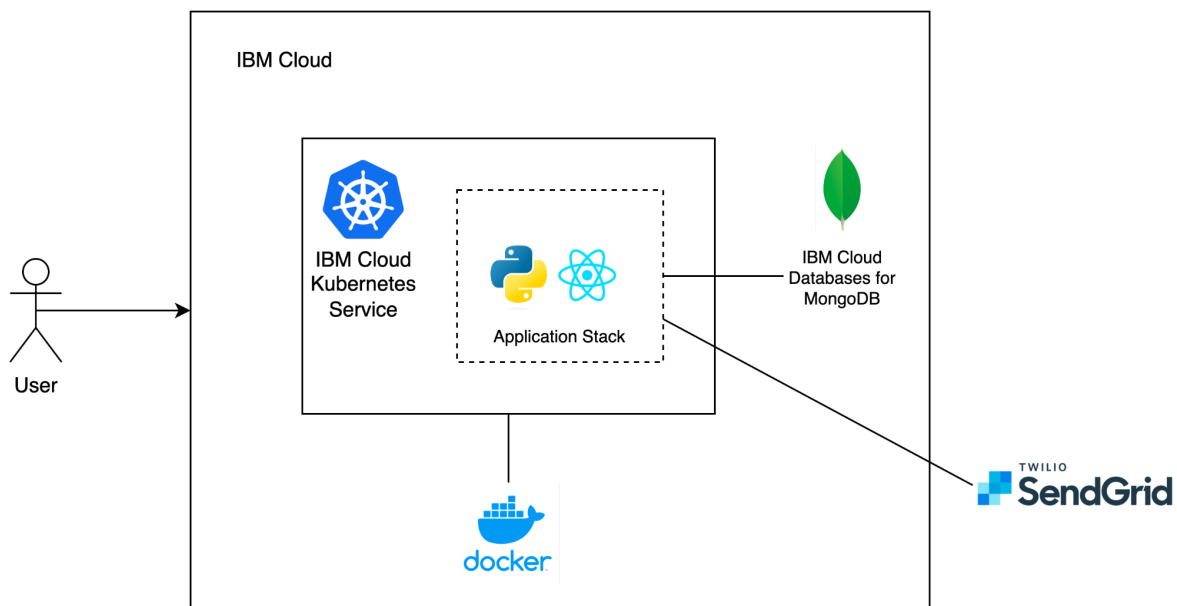 IBM Cloud
IBM Cloud
Kubernetes
Service
Application Stack
IBM Cloud
Databases for
MongoDB
User
docker
TWILIO
SendGrid